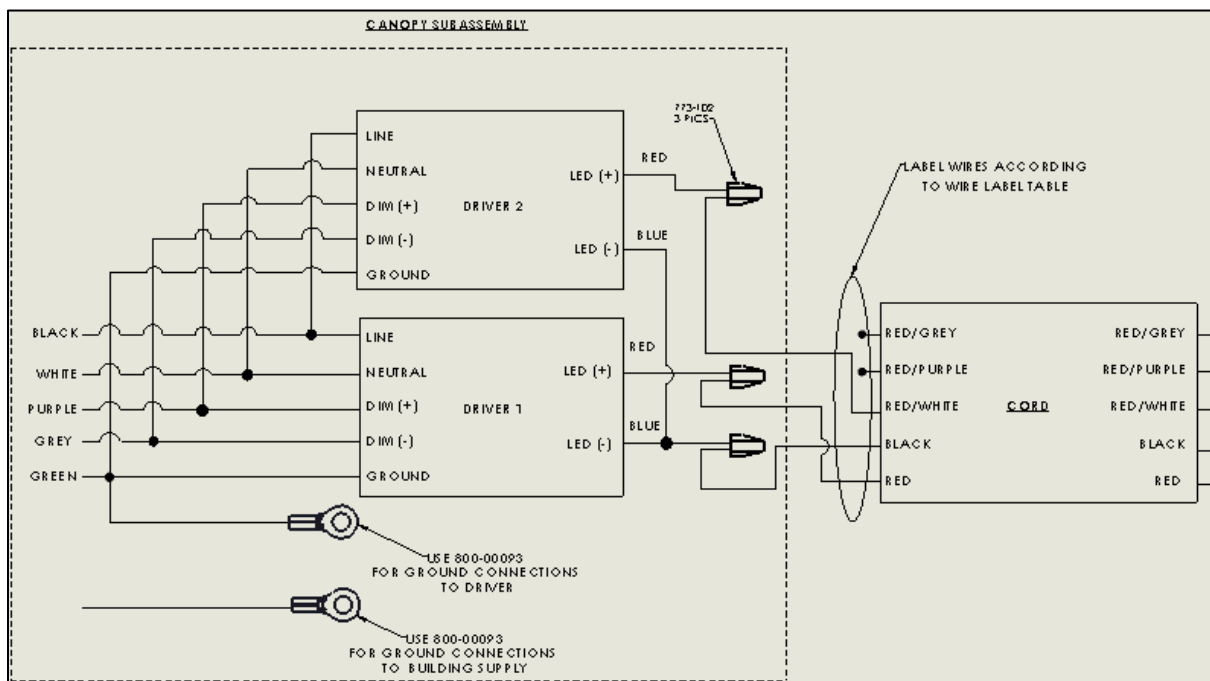 CANOPY SUBASSEMBLY
773-102
3 PICS
LINE
NEUTRAL
DIM (+)
DIM (-)
GROUND
DRIVER 2
LED (+)
LED (-)
RED
BLUE
LABEL WIRES ACCORDING
TO WIRE LABEL TABLE
BLACK
WHITE
PURPLE
GREY
GREEN
LINE
NEUTRAL
DIM (+)
DIM (-)
GROUND
DRIVER 1
LED (+)
LED (-)
RED
BLUE
RED/GREY
RED/PURPLE
RED/WHITE
BLACK
RED
CORD
RED/GREY
RED/PURPLE
RED/WHITE
BLACK
RED
USE 800-00093
FOR GROUND CONNECTIONS
TO DRIVER
USE 800-00093
FOR GROUND CONNECTIONS
TO BUILDING SUPPLY